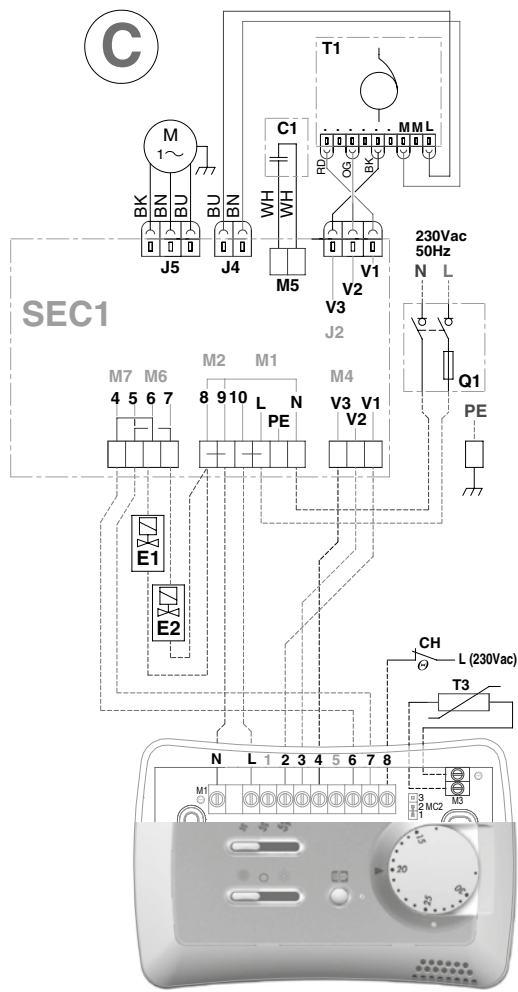 C
T1
M
1~
C1
- - - - - - M M L
RD
OG
BK
BK
BN
BU
BU
BN
WH
WH
J5
J4
M5
V3
V2
V1
J2
230Vac
50Hz
N L
SEC1
Q1
PE
M7 M6
4 5 6 7
M2 M1
8 9 10 L PE N
M4
V3 V2 V1
E1
E2
CH
L (230Vac)
T3
N L 1 2 3 4 5 6 7 8
M1
3
2 MC2
1
M3
15
20
25
30